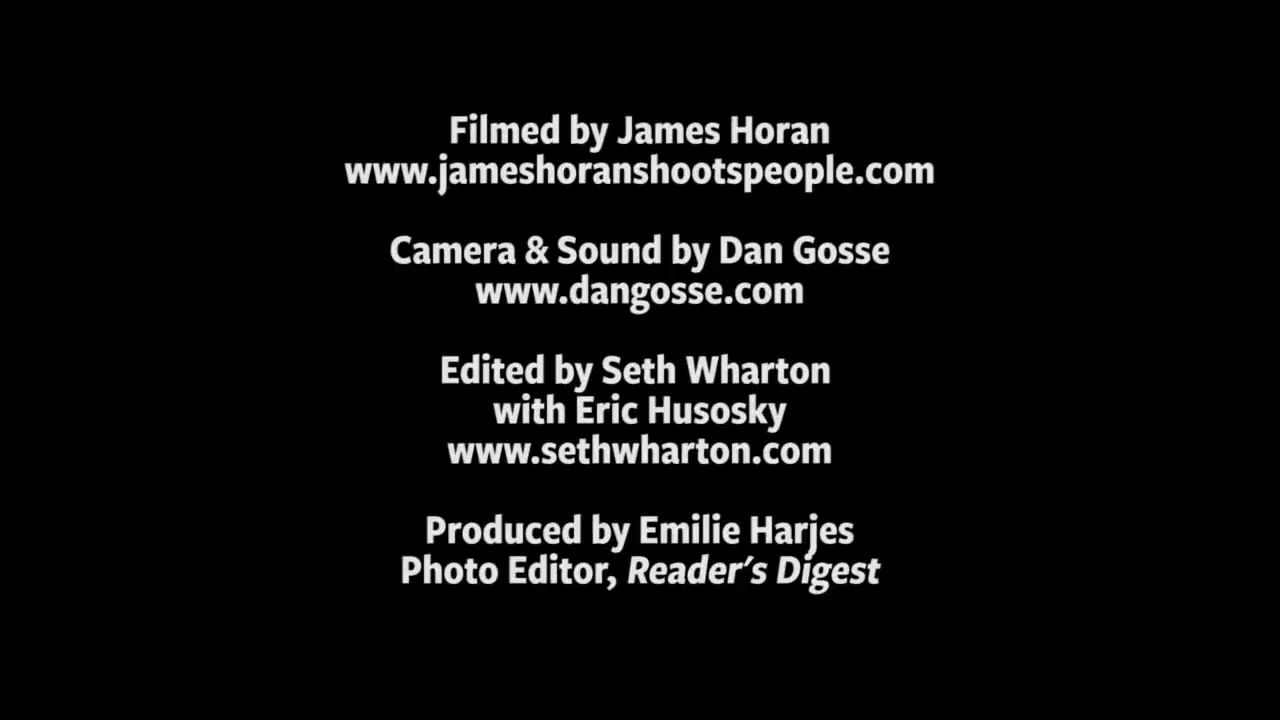 Filmed by James Horan
www.jameshoranshootspeople.com
Camera & Sound by Dan Gosse
www.dangosse.com
Edited by Seth Wharton
with Eric Husosky
www.sethwharton.com
Produced by Emilie Harjes
Photo Editor, Reader's Digest